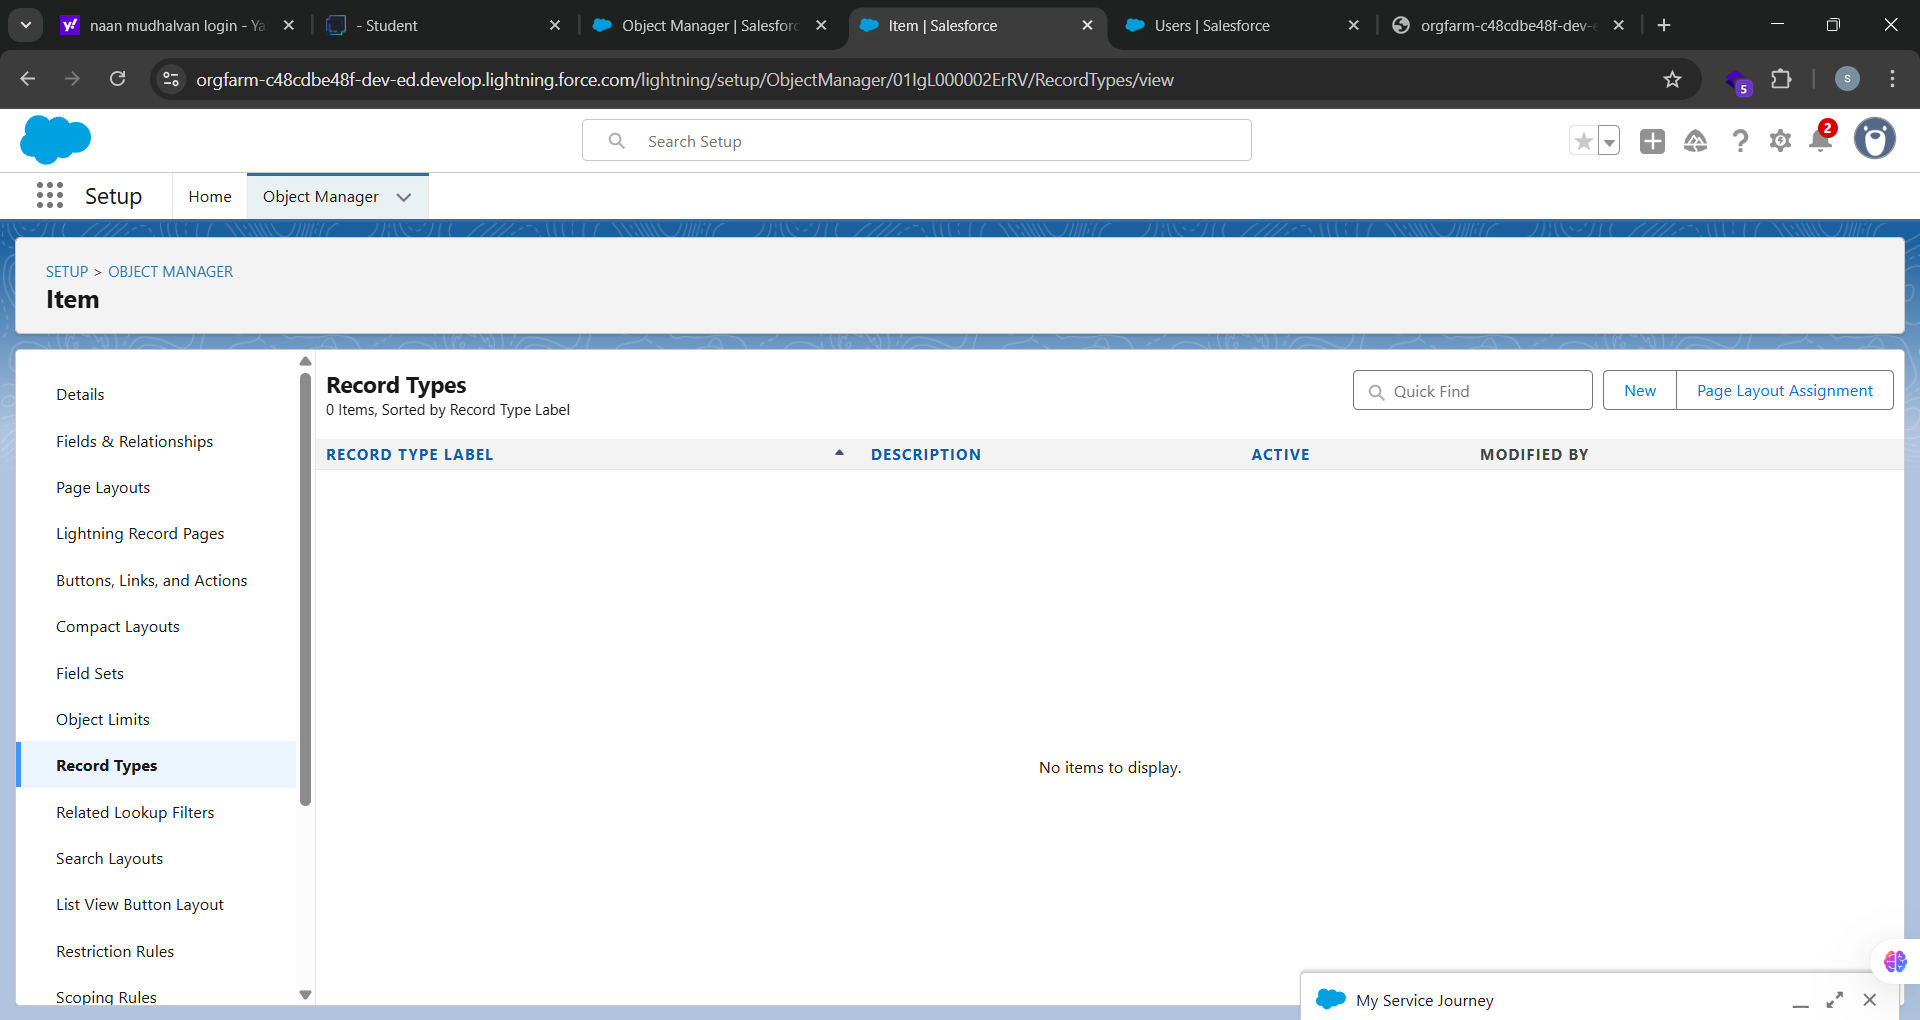 naan mudhalvan login - Ya
- Student
Object Manager | Salesforc
Item | Salesforce
Users | Salesforce
orgfarm-c48cdbe48f-dev-e
orgfarm-c48cdbe48f-dev-ed.develop.lightning.force.com/lightning/setup/ObjectManager/01IgL000002ErRV/RecordTypes/view
5
s
Search Setup
2
Setup
Home
Object Manager
SETUP > OBJECT MANAGER
Item
Details
Fields & Relationships
Page Layouts
Lightning Record Pages
Buttons, Links, and Actions
Compact Layouts
Field Sets
Object Limits
Record Types
Related Lookup Filters
Search Layouts
List View Button Layout
Restriction Rules
Scoping Rules
Record Types
0 Items, Sorted by Record Type Label
Quick Find
New
Page Layout Assignment
RECORD TYPE LABEL
DESCRIPTION
ACTIVE
MODIFIED BY
No items to display.
My Service Journey